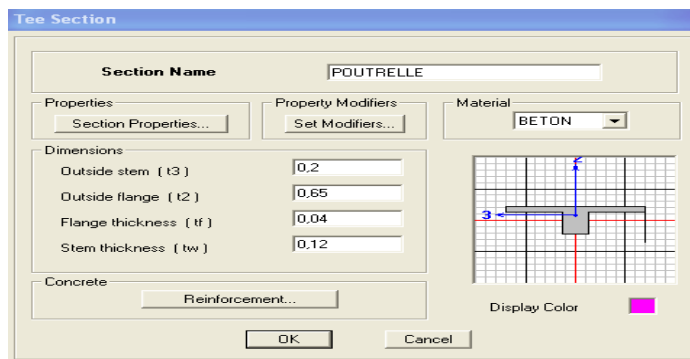 Tee Section
Section Name POUTRELLE
Properties Property Modifiers Material
Section Properties... Set Modifiers... BETON
Dimensions
Outside stem ( t3 ) 0,2
Outside flange ( t2 ) 0,65
Flange thickness ( tf ) 0,04
Stem thickness ( tw ) 0,12
2
3
Concrete
Reinforcement...
Display Color
OK Cancel